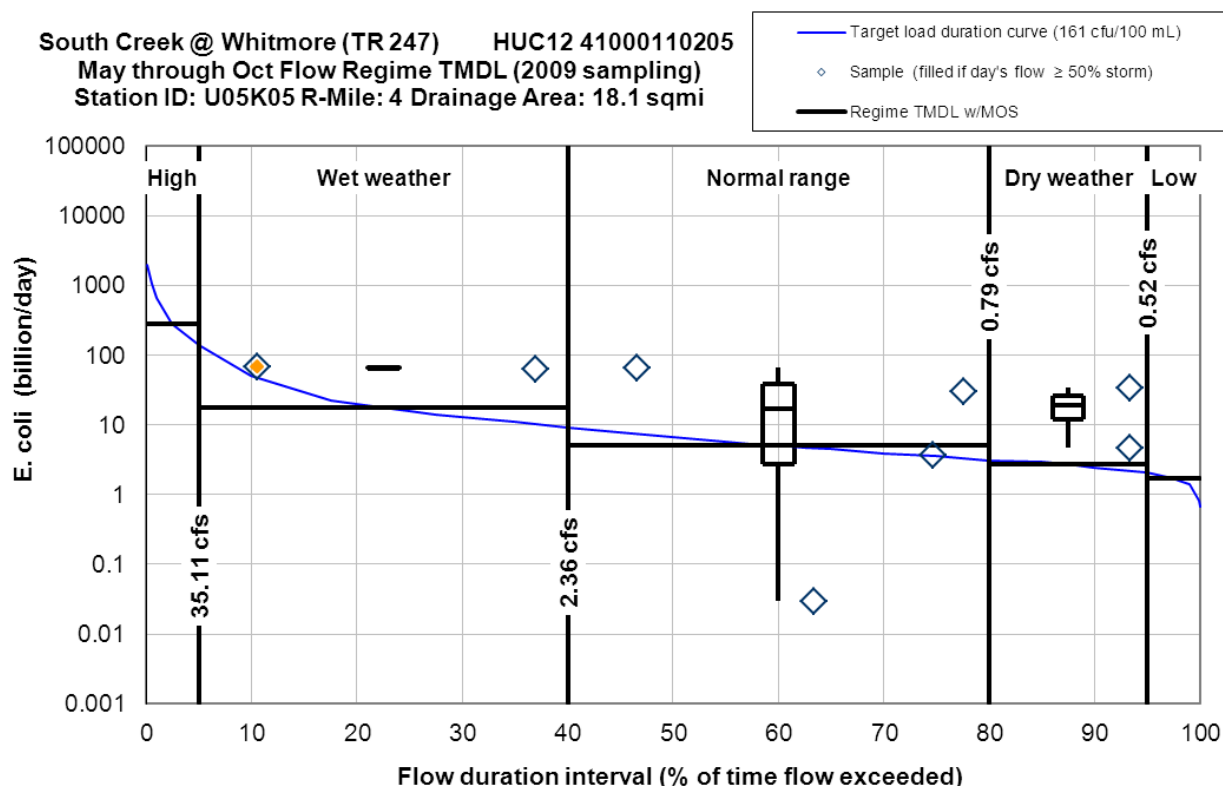 South Creek @ Whitmore (TR 247) HUC12 41000110205
May through Oct Flow Regime TMDL (2009 sampling)
Station ID: U05K05 R-Mile: 4 Drainage Area: 18.1 sqmi
Target load duration curve (161 cfu/100 mL)
Sample (filled if day's flow ≥ 50% storm)
Regime TMDL w/MOS
E. coli (billion/day)
100000
10000
1000
100
10
1
0.1
0.01
0.001
High
Wet weather
Normal range
Dry weather
Low
35.11 cfs
2.36 cfs
0.79 cfs
0.52 cfs
0 10 20 30 40 50 60 70 80 90 100
Flow duration interval (% of time flow exceeded)